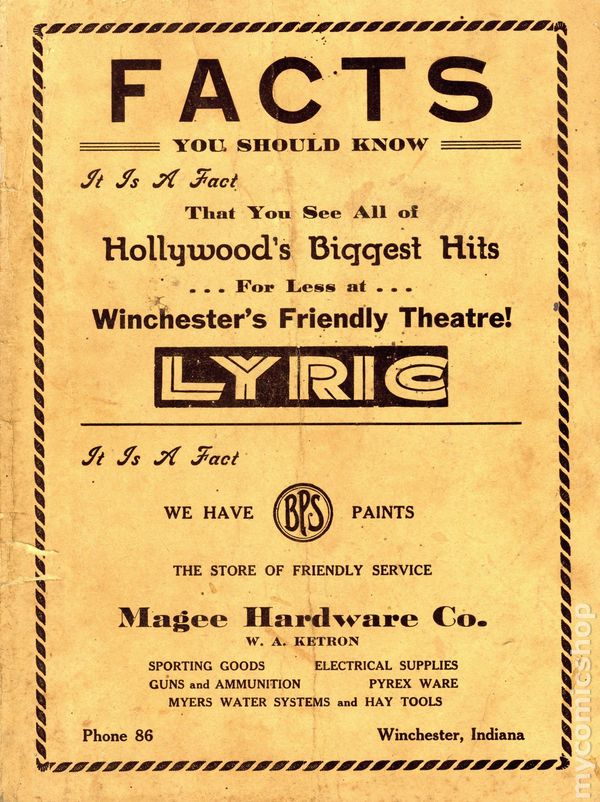 FACTS
YOU SHOULD KNOW
It Is A Fact
That You See All of
Hollywood's Biggest Hits
... For Less at ...
Winchester's Friendly Theatre!
LYRIC
It Is A Fact
WE HAVE BPS PAINTS
THE STORE OF FRIENDLY SERVICE
Magee Hardware Co.
W. A. KETRON
SPORTING GOODS ELECTRICAL SUPPLIES
GUNS and AMMUNITION PYREX WARE
MYERS WATER SYSTEMS and HAY TOOLS
Phone 86 Winchester, Indiana
mycomicshop